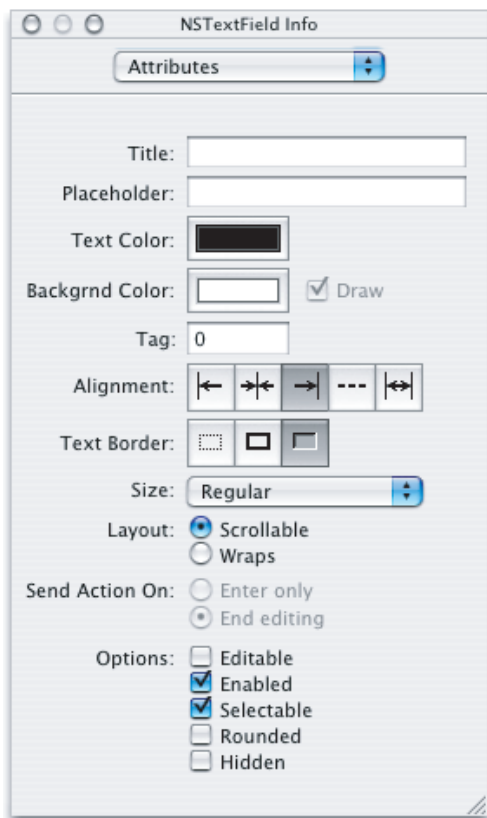 NSTextField Info
Attributes
Title:
Placeholder:
Text Color:
Backgrnd Color: Draw
Tag: 0
Alignment:
Text Border:
Size: Regular
Layout: Scrollable
Wraps
Send Action On: Enter only
End editing
Options: Editable
Enabled
Selectable
Rounded
Hidden